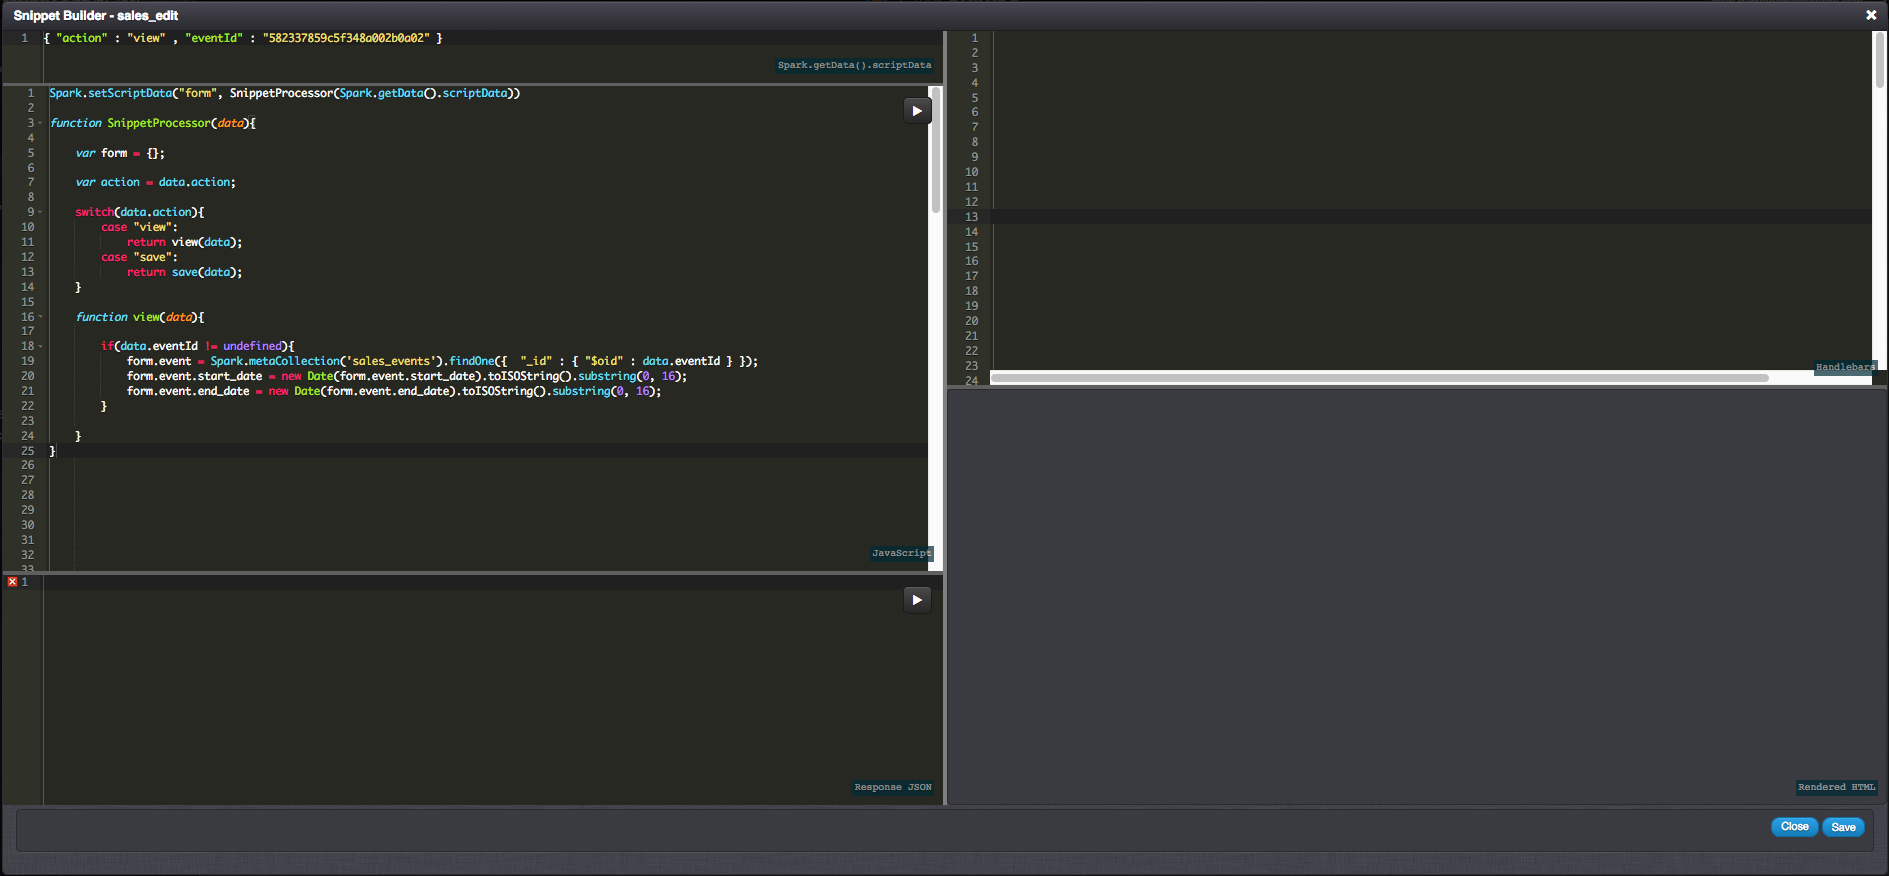 Snippet Builder - sales_edit
1 { "action" : "view" , "eventId" : "582337859c5f348a002b0a02" }
Spark.getData().scriptData
1 Spark.setScriptData("form", SnippetProcessor(Spark.getData().scriptData))
2
3 function SnippetProcessor(data){
4
5 var form = {};
6
7 var action = data.action;
8
9 switch(data.action){
10 case "view":
11 return view(data);
12 case "save":
13 return save(data);
14 }
15
16 function view(data){
17
18 if(data.eventId != undefined){
19 form.event = Spark.metaCollection('sales_events').findOne({  "_id" : { "$oid" : data.eventId } });
20 form.event.start_date = new Date(form.event.start_date).toISOString().substring(0, 16);
21 form.event.end_date = new Date(form.event.end_date).toISOString().substring(0, 16);
22 }
23
24 }
25 }
26
27
28
29
30
31
32
33
JavaScript
1
Response JSON
1
2
3
4
5
6
7
8
9
10
11
12
13
14
15
16
17
18
19
20
21
22
23
24
Handlebars
Rendered HTML
Close
Save